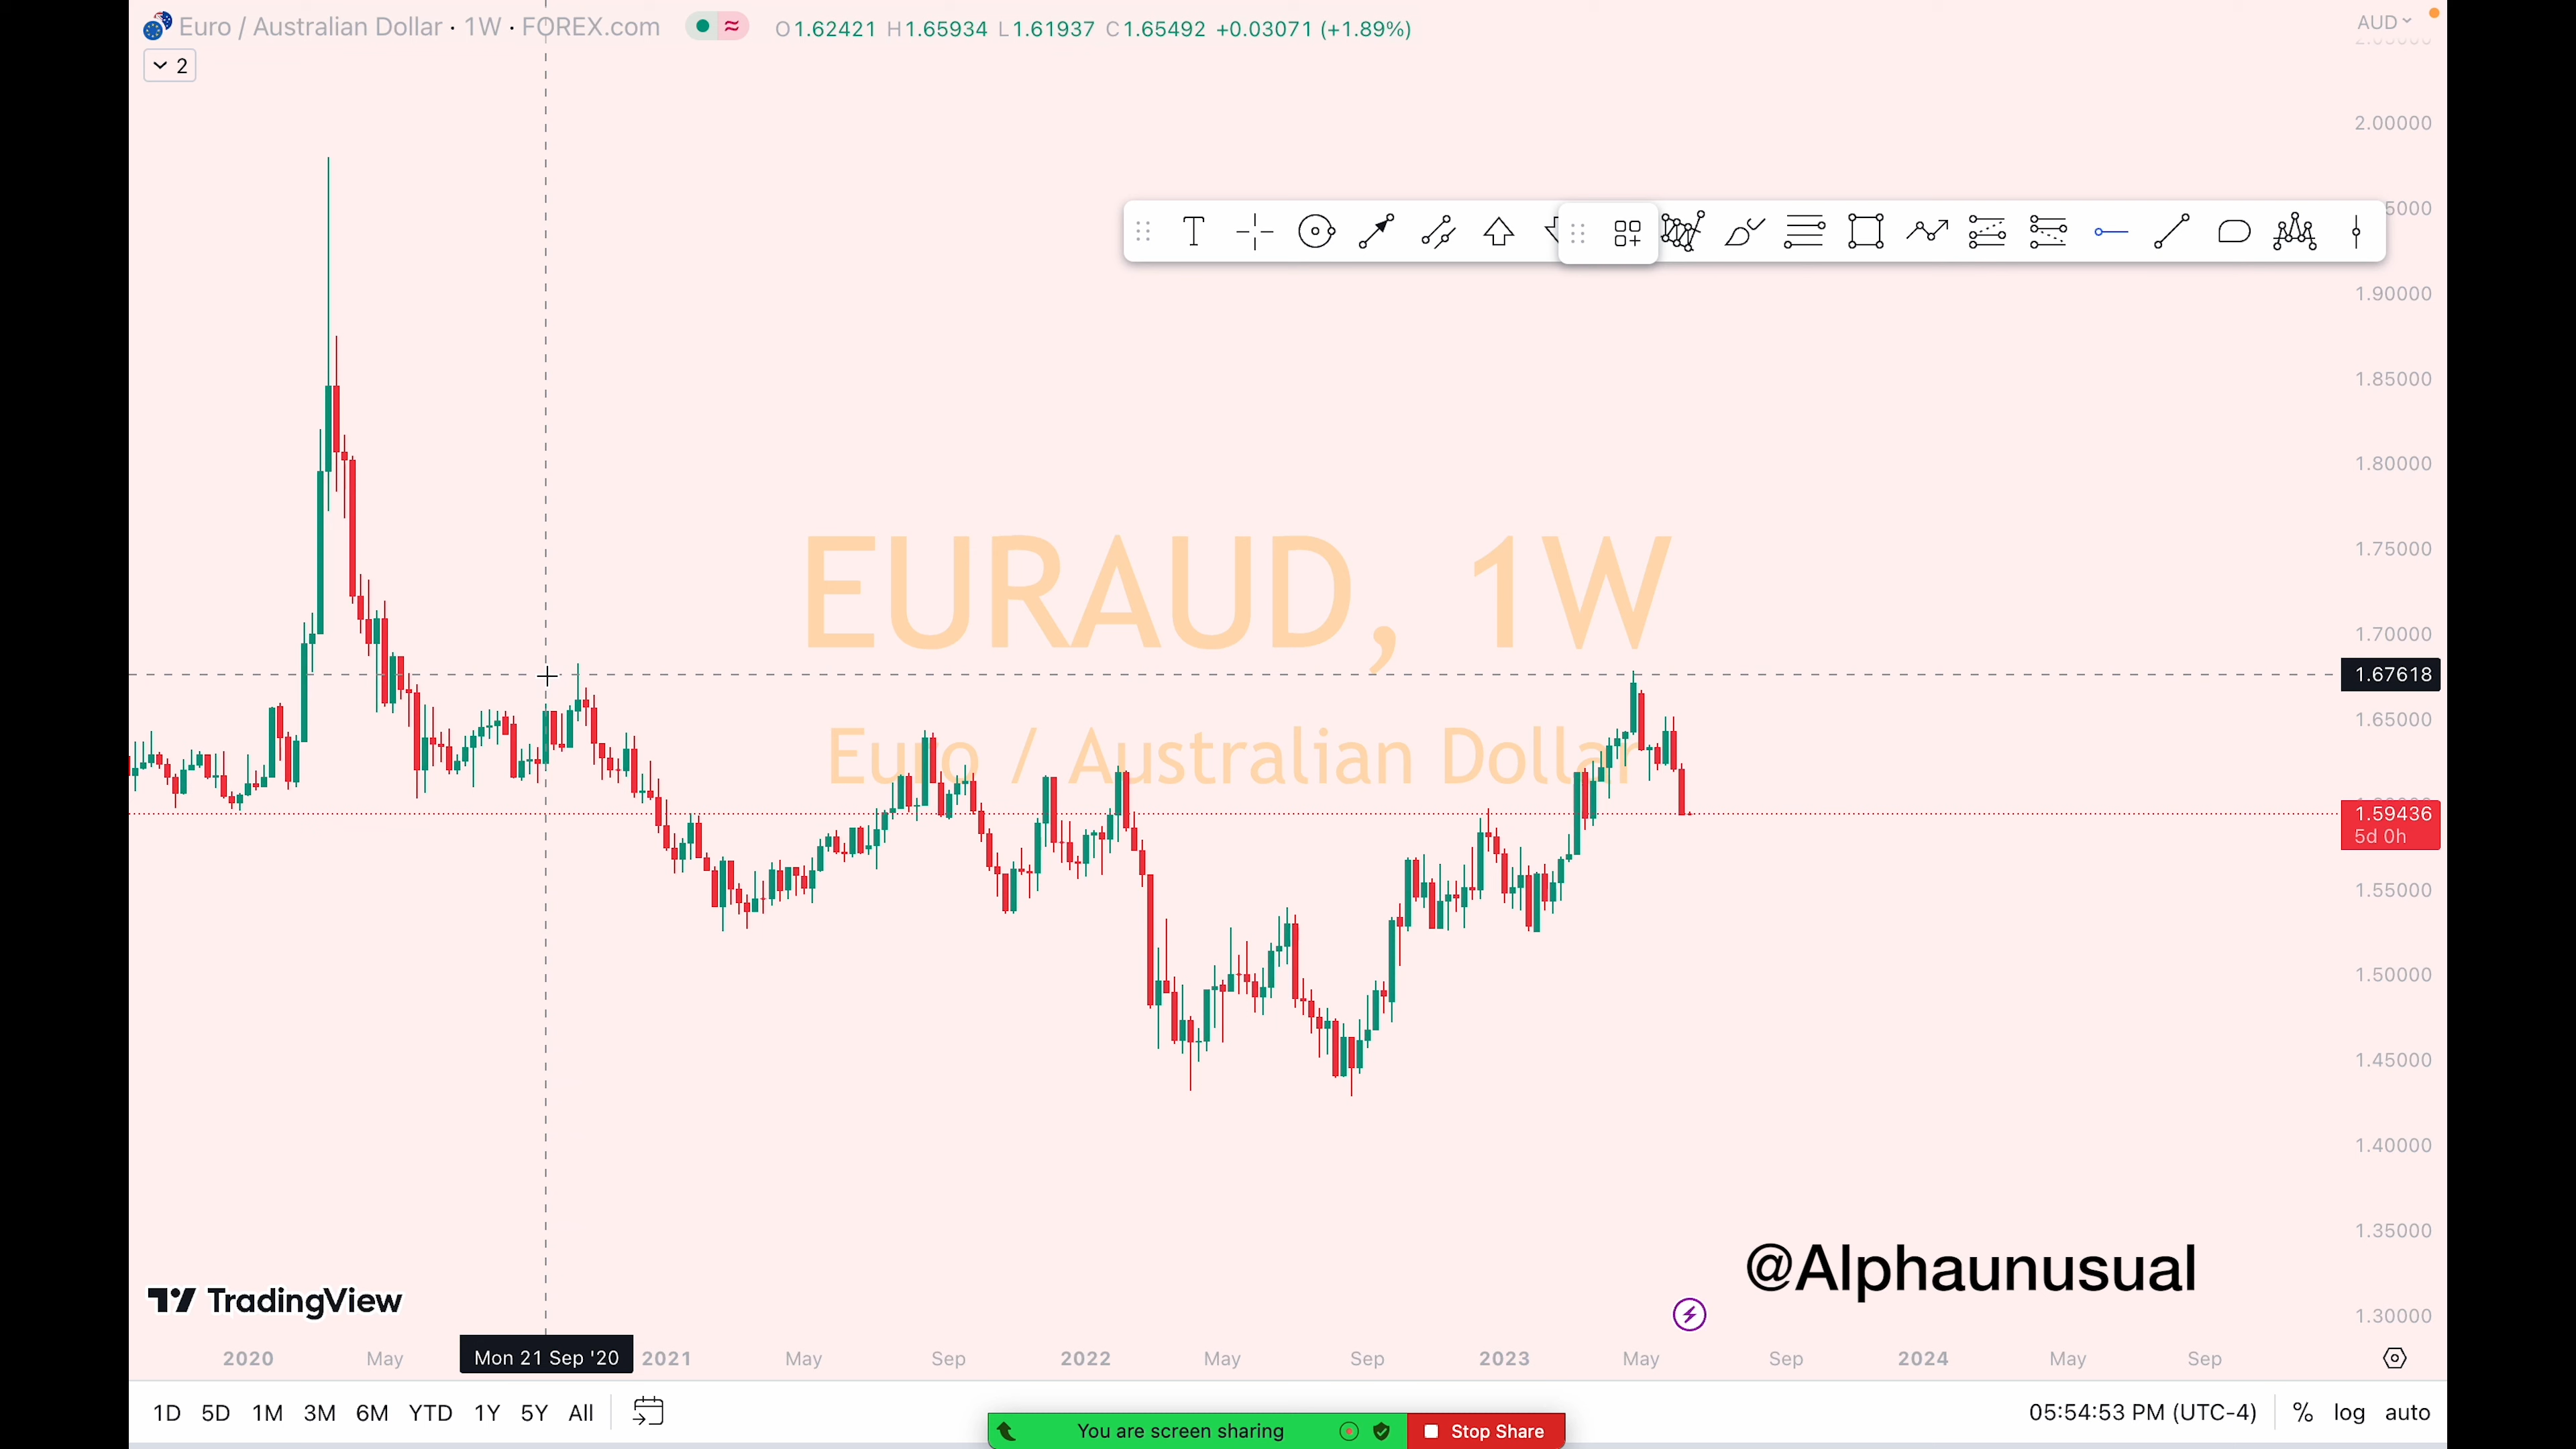 Euro / Australian Dollar · 1W · FOREX.com
O1.62421 H1.65934 L1.61937 C1.65492 +0.03071 (+1.89%)
AUD
2
2.00000
1.90000
1.85000
1.80000
1.75000
1.70000
1.67618
1.65000
1.59436
5d 0h
1.55000
1.50000
1.45000
1.40000
1.35000
1.30000
EURAUD, 1W
Euro / Australian Dollar
@Alphaunusual
TradingView
2020 May Mon 21 Sep '20 2021 May Sep 2022 May Sep 2023 May Sep 2024 May Sep
1D 5D 1M 3M 6M YTD 1Y 5Y All
05:54:53 PM (UTC-4) % log auto
You are screen sharing
Stop Share